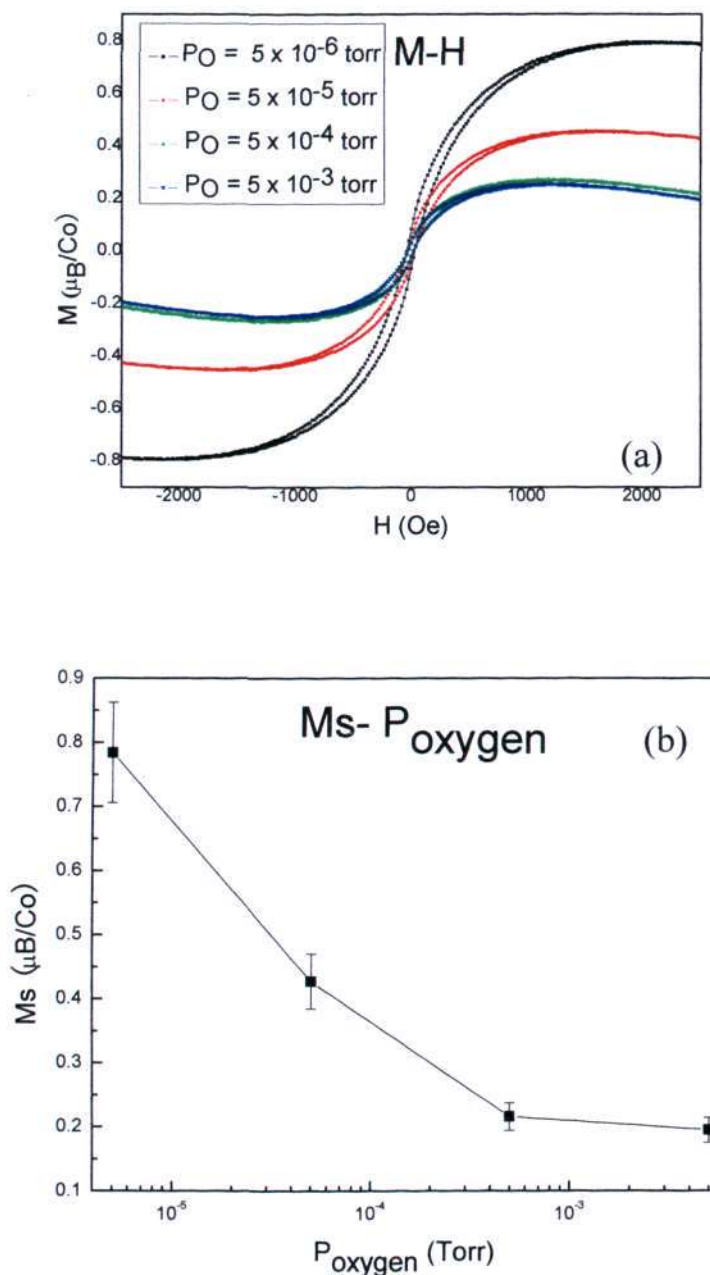 P_O = 5 x 10^-6 torr
P_O = 5 x 10^-5 torr
P_O = 5 x 10^-4 torr
P_O = 5 x 10^-3 torr
M-H
M (μ_B/Co)
0.8
0.6
0.4
0.2
0.0
-0.2
-0.4
-0.6
-0.8
(a)
-2000 -1000 0 1000 2000
H (Oe)
Ms- P_oxygen
(b)
Ms (μB/Co)
0.9
0.8
0.7
0.6
0.5
0.4
0.3
0.2
0.1
10^-5 10^-4 10^-3
P_oxygen (Torr)